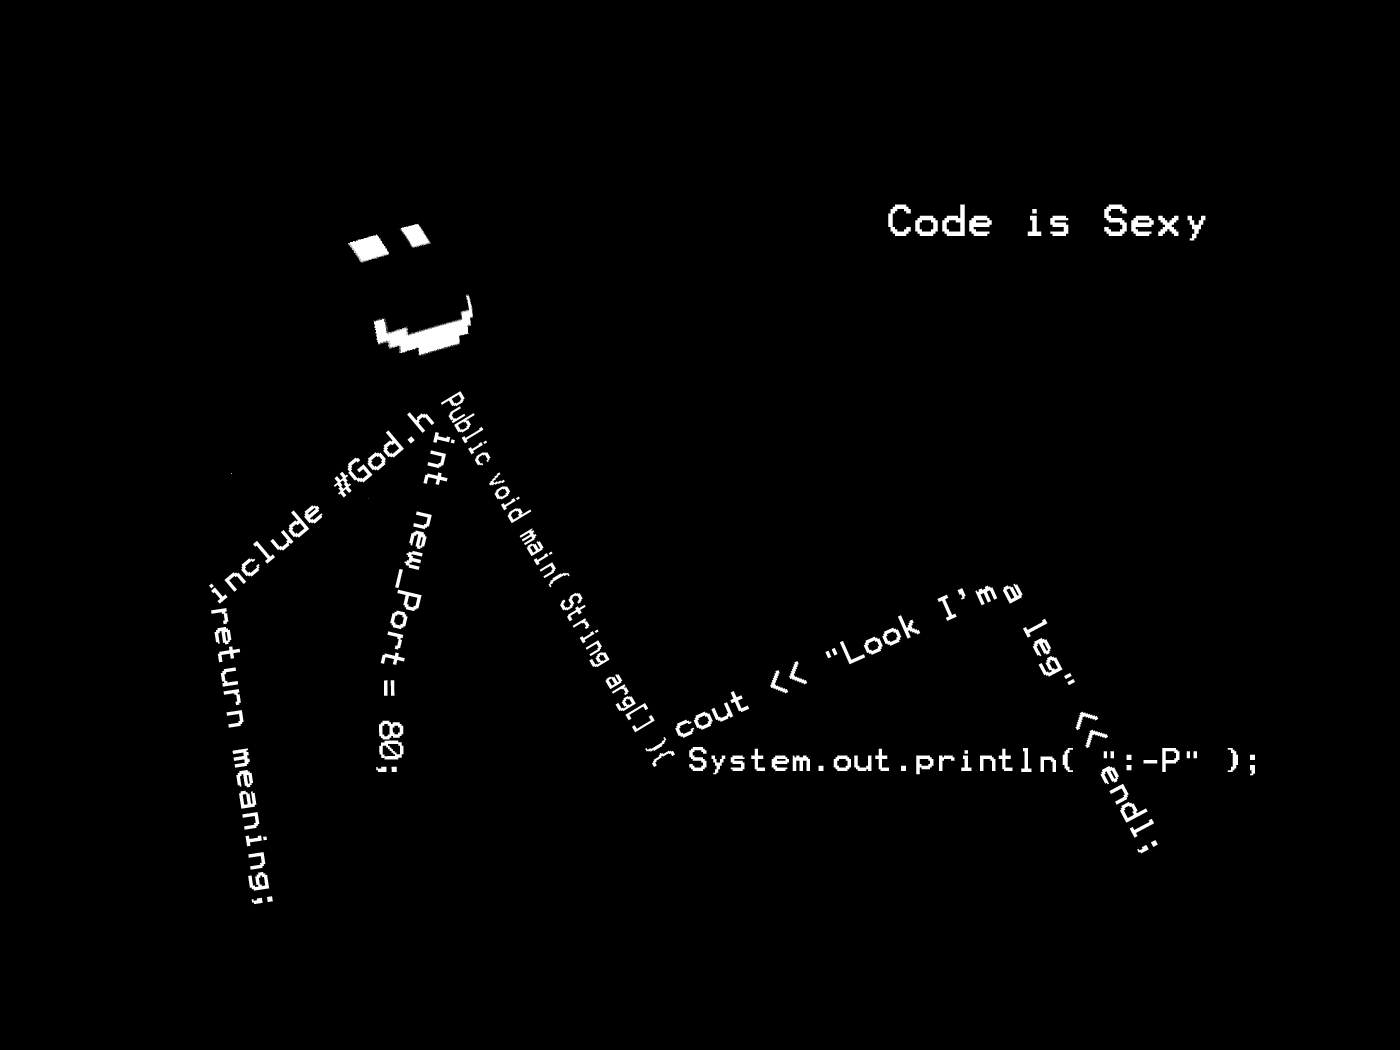 Code is Sexy
include #God.h
return meaning;
int new_Port = 80;
Public void main( String arg[] ){
cout << "Look I'm a leg" << endl;
System.out.println( ":-P" );